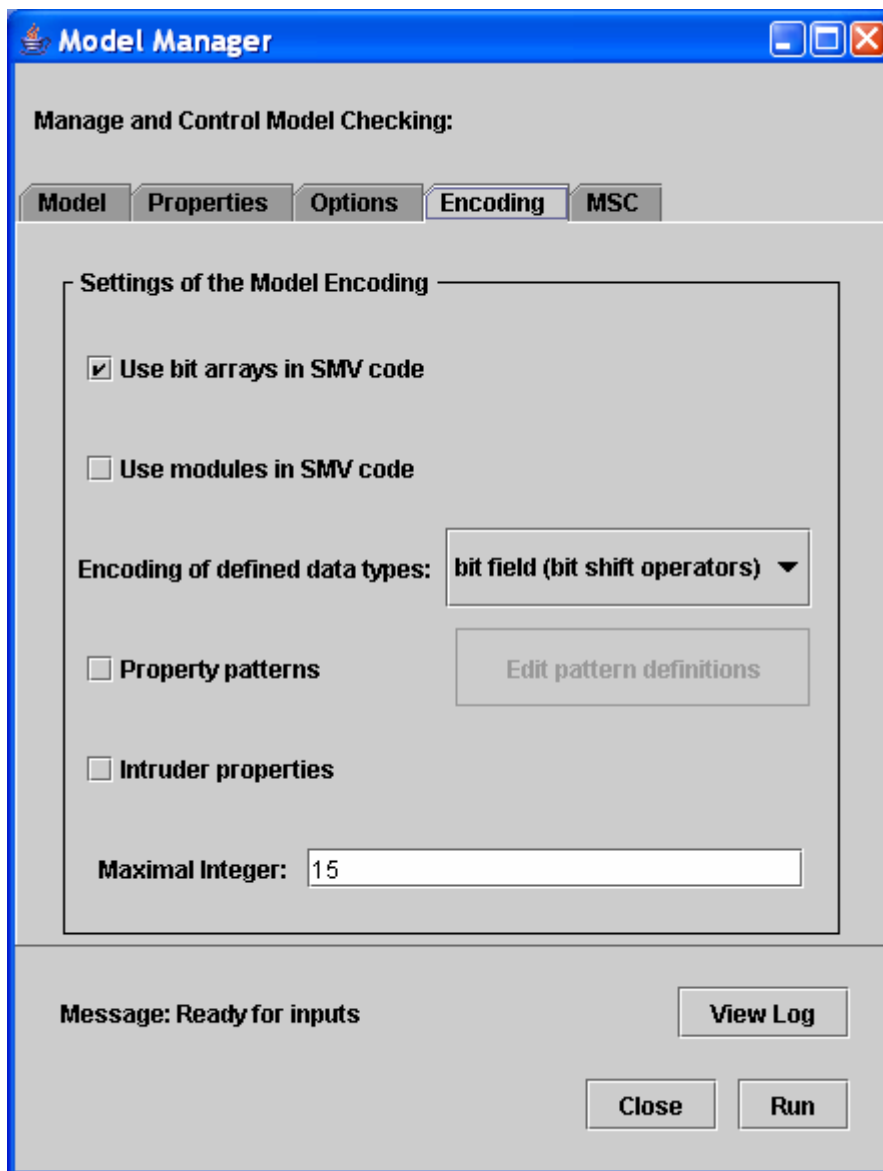 Model Manager
Manage and Control Model Checking:
Model Properties Options Encoding MSC
Settings of the Model Encoding
Use bit arrays in SMV code
Use modules in SMV code
Encoding of defined data types: bit field (bit shift operators)
Property patterns Edit pattern definitions
Intruder properties
Maximal Integer: 15
Message: Ready for inputs View Log
Close Run